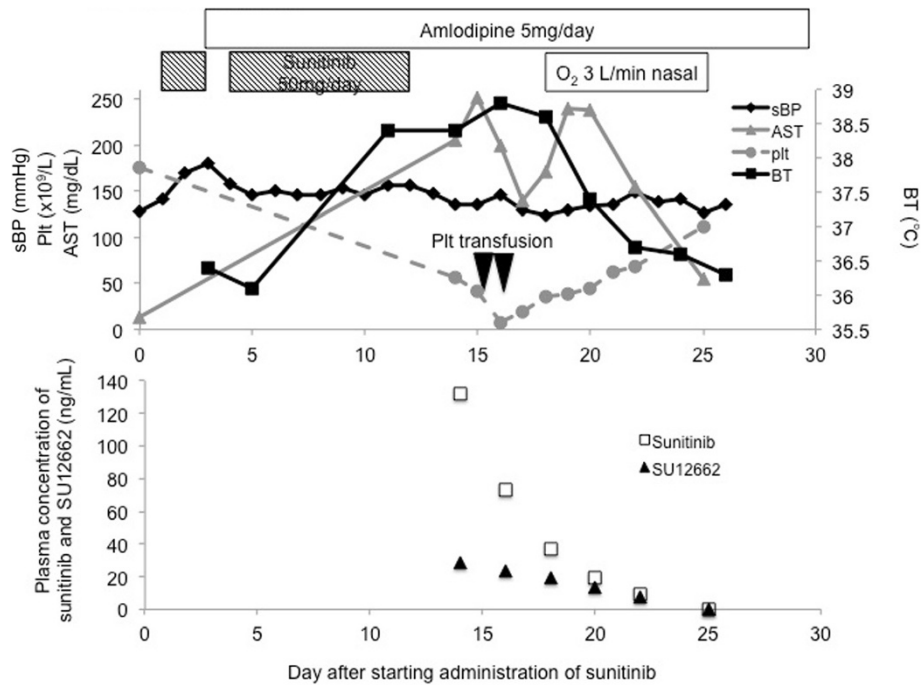 Amlodipine 5mg/day
Sunitinib
50mg/day
O₂ 3 L/min nasal
sBP (mmHg)
Plt (x10⁹/L)
AST (mg/dL)
250
200
150
100
50
0
39
38.5
38
37.5
37
36.5
36
35.5
BT (°C)
sBP
AST
plt
BT
Plt transfusion
0 5 10 15 20 25 30
Plasma concentration of
sunitinib and SU12662 (ng/mL)
140
120
100
80
60
40
20
0
Sunitinib
SU12662
0 5 10 15 20 25 30
Day after starting administration of sunitinib